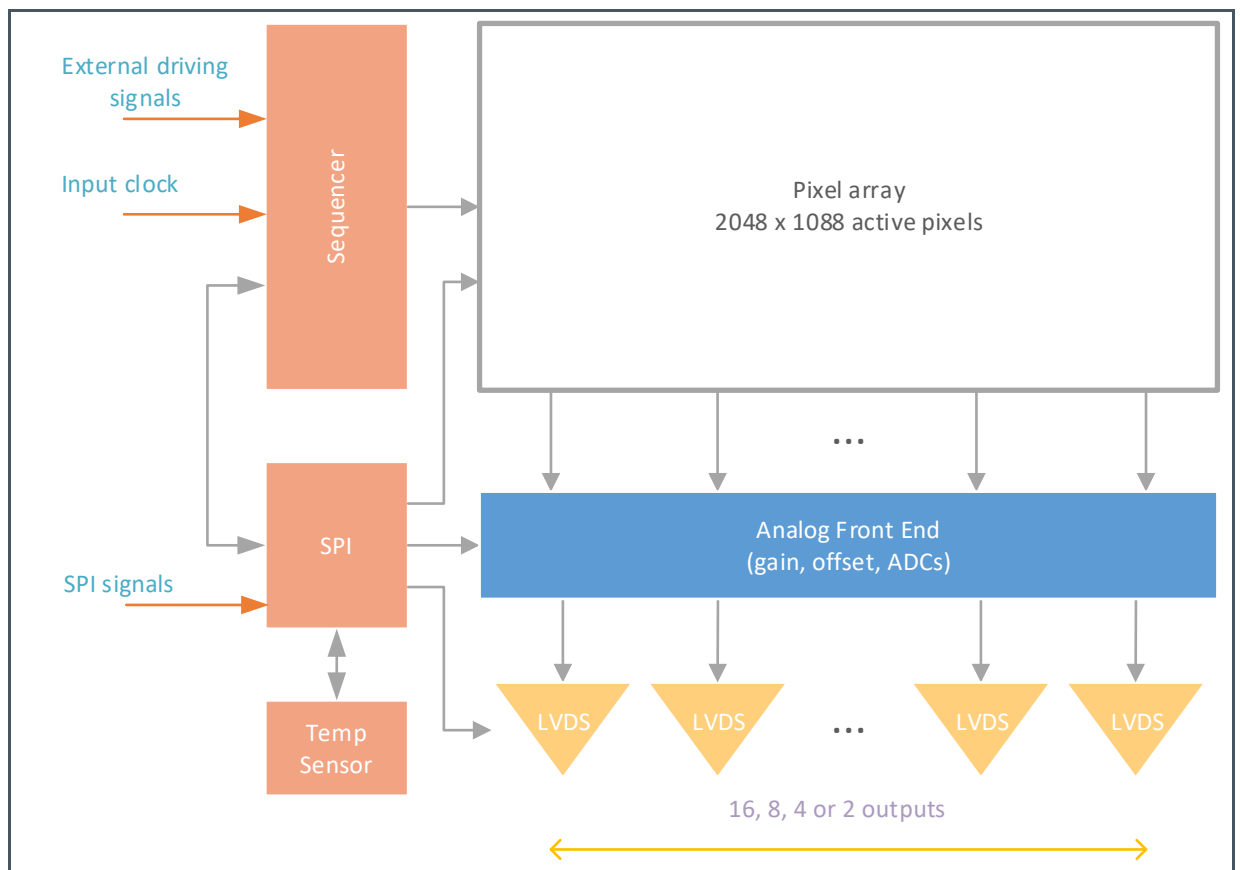 External driving
signals
Input clock
Sequencer
Pixel array
2048 x 1088 active pixels
...
SPI
SPI signals
Analog Front End
(gain, offset, ADCs)
Temp
Sensor
LVDS
LVDS
...
LVDS
LVDS
16, 8, 4 or 2 outputs